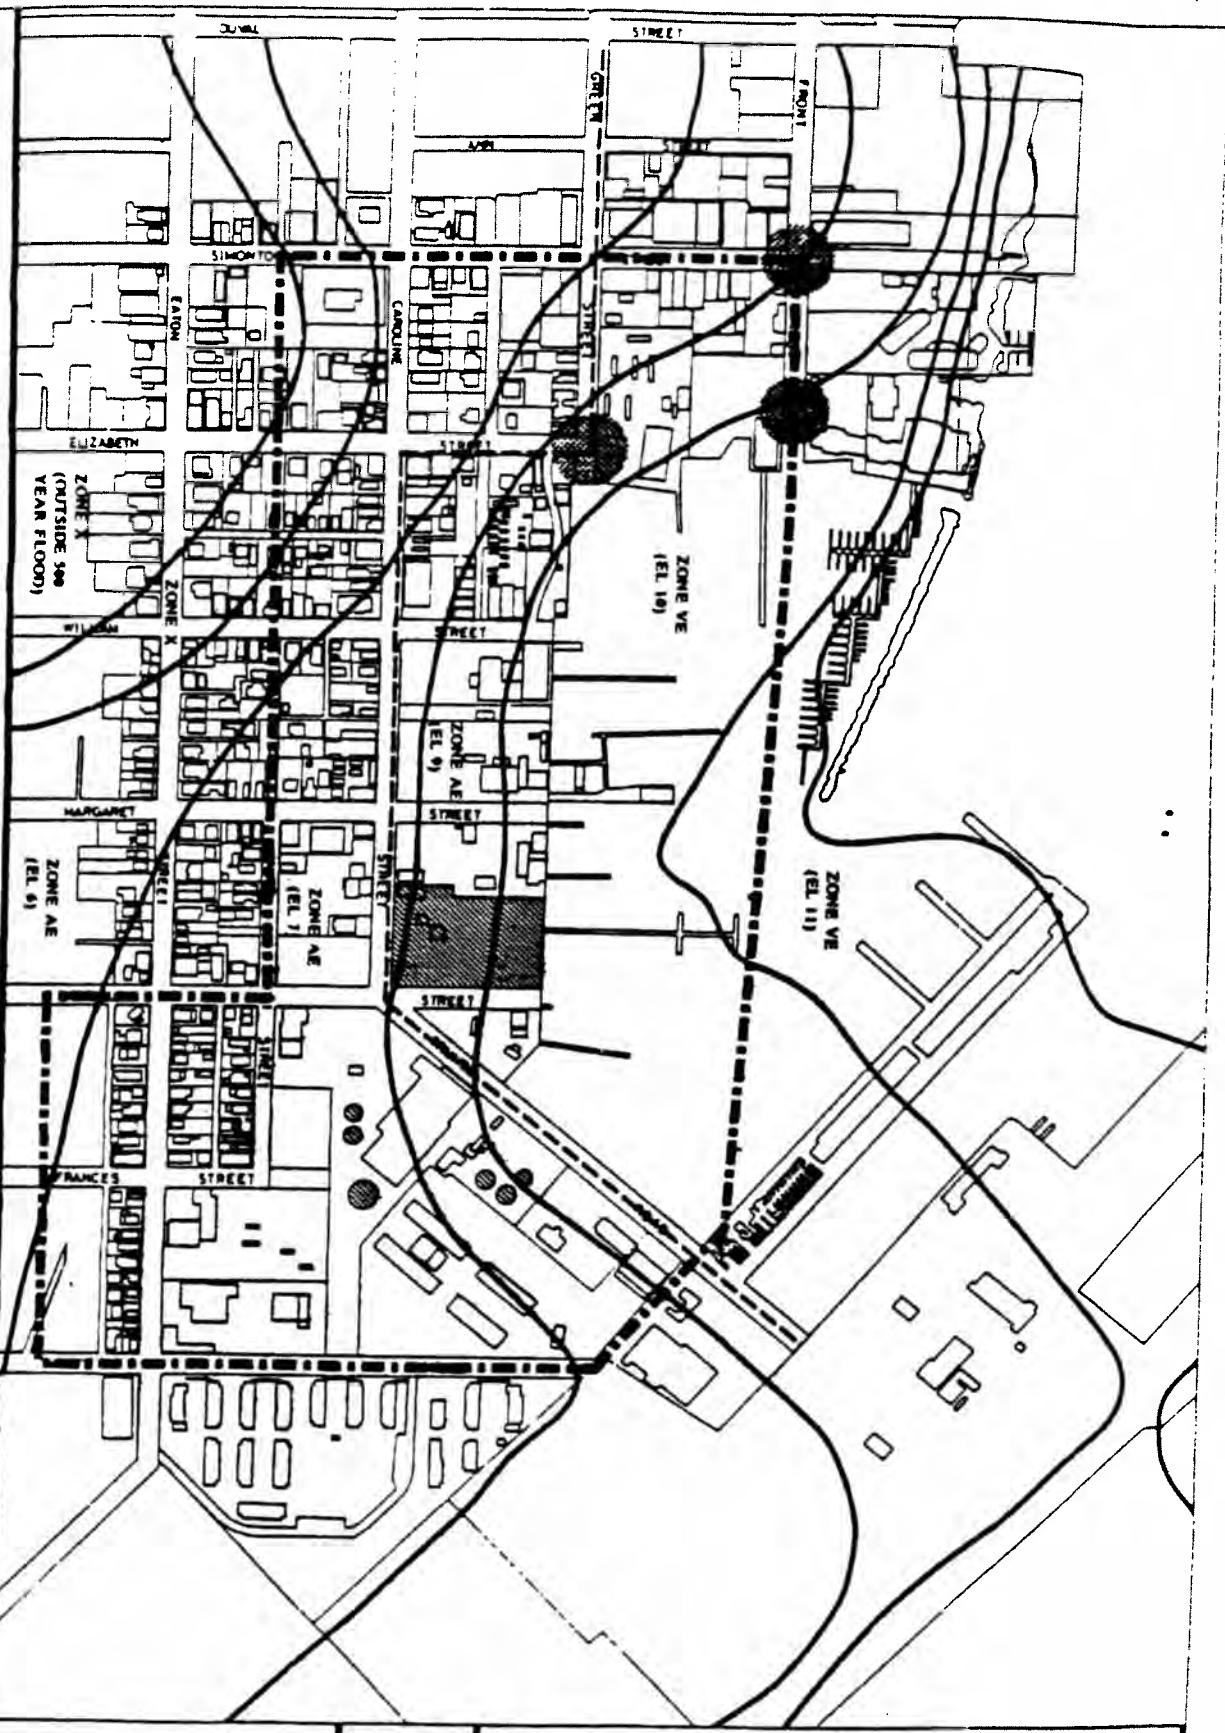 DUVAL
STREET
GREEN
FRONT
ANN
STREET
SIMONTO
EATON
CAROLINE
STREET
ELIZABETH
STREET
ZONE X
(OUTSIDE 500
YEAR FLOOD)
ZONE X
ZONE VE
(EL 10)
WILLIAM
STREET
ZONE AE
(EL 9)
MARGARET
STREET
ZONE AE
(EL 6)
STREET
ZONE AE
(EL 7)
STREET
ZONE VE
(EL 11)
STREET
STREET
FRANCES
STREET